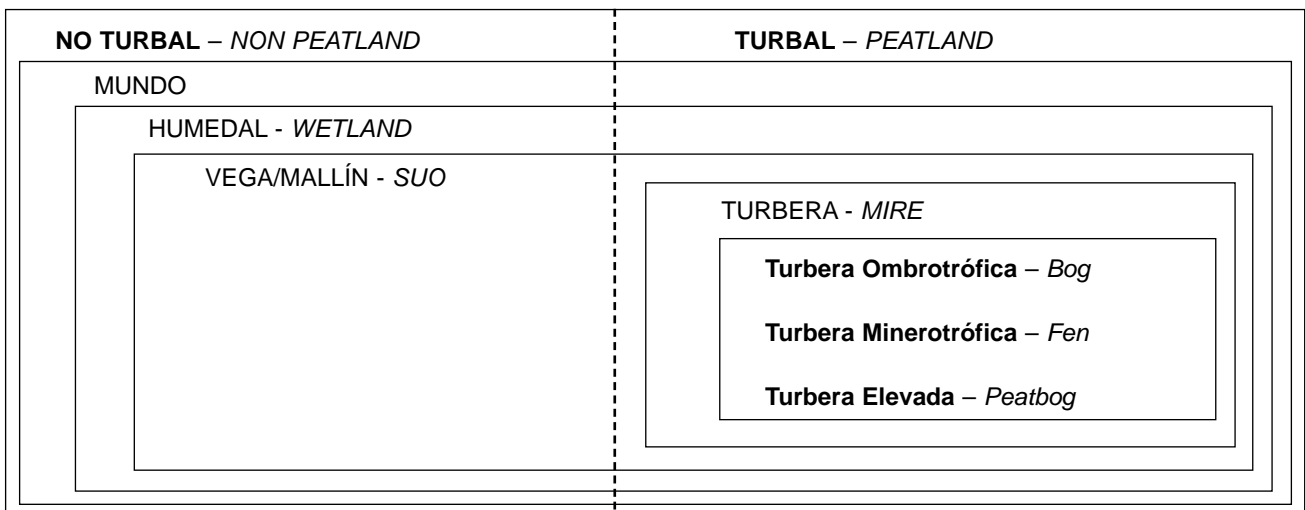 NO TURBAL – NON PEATLAND
TURBAL – PEATLAND
MUNDO
HUMEDAL - WETLAND
VEGA/MALLÍN - SUO
TURBERA - MIRE
Turbera Ombrotrófica – Bog
Turbera Minerotrófica – Fen
Turbera Elevada – Peatbog